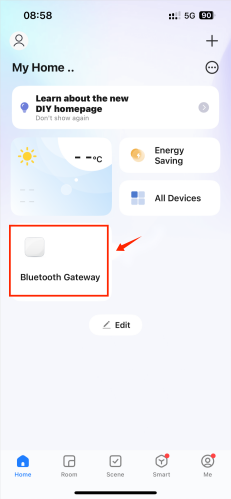 08:58
5G 90
My Home ..
Learn about the new
DIY homepage
Don't show again
- - °C
Energy
Saving
All Devices
Bluetooth Gateway
Edit
Home Room Scene Smart Me